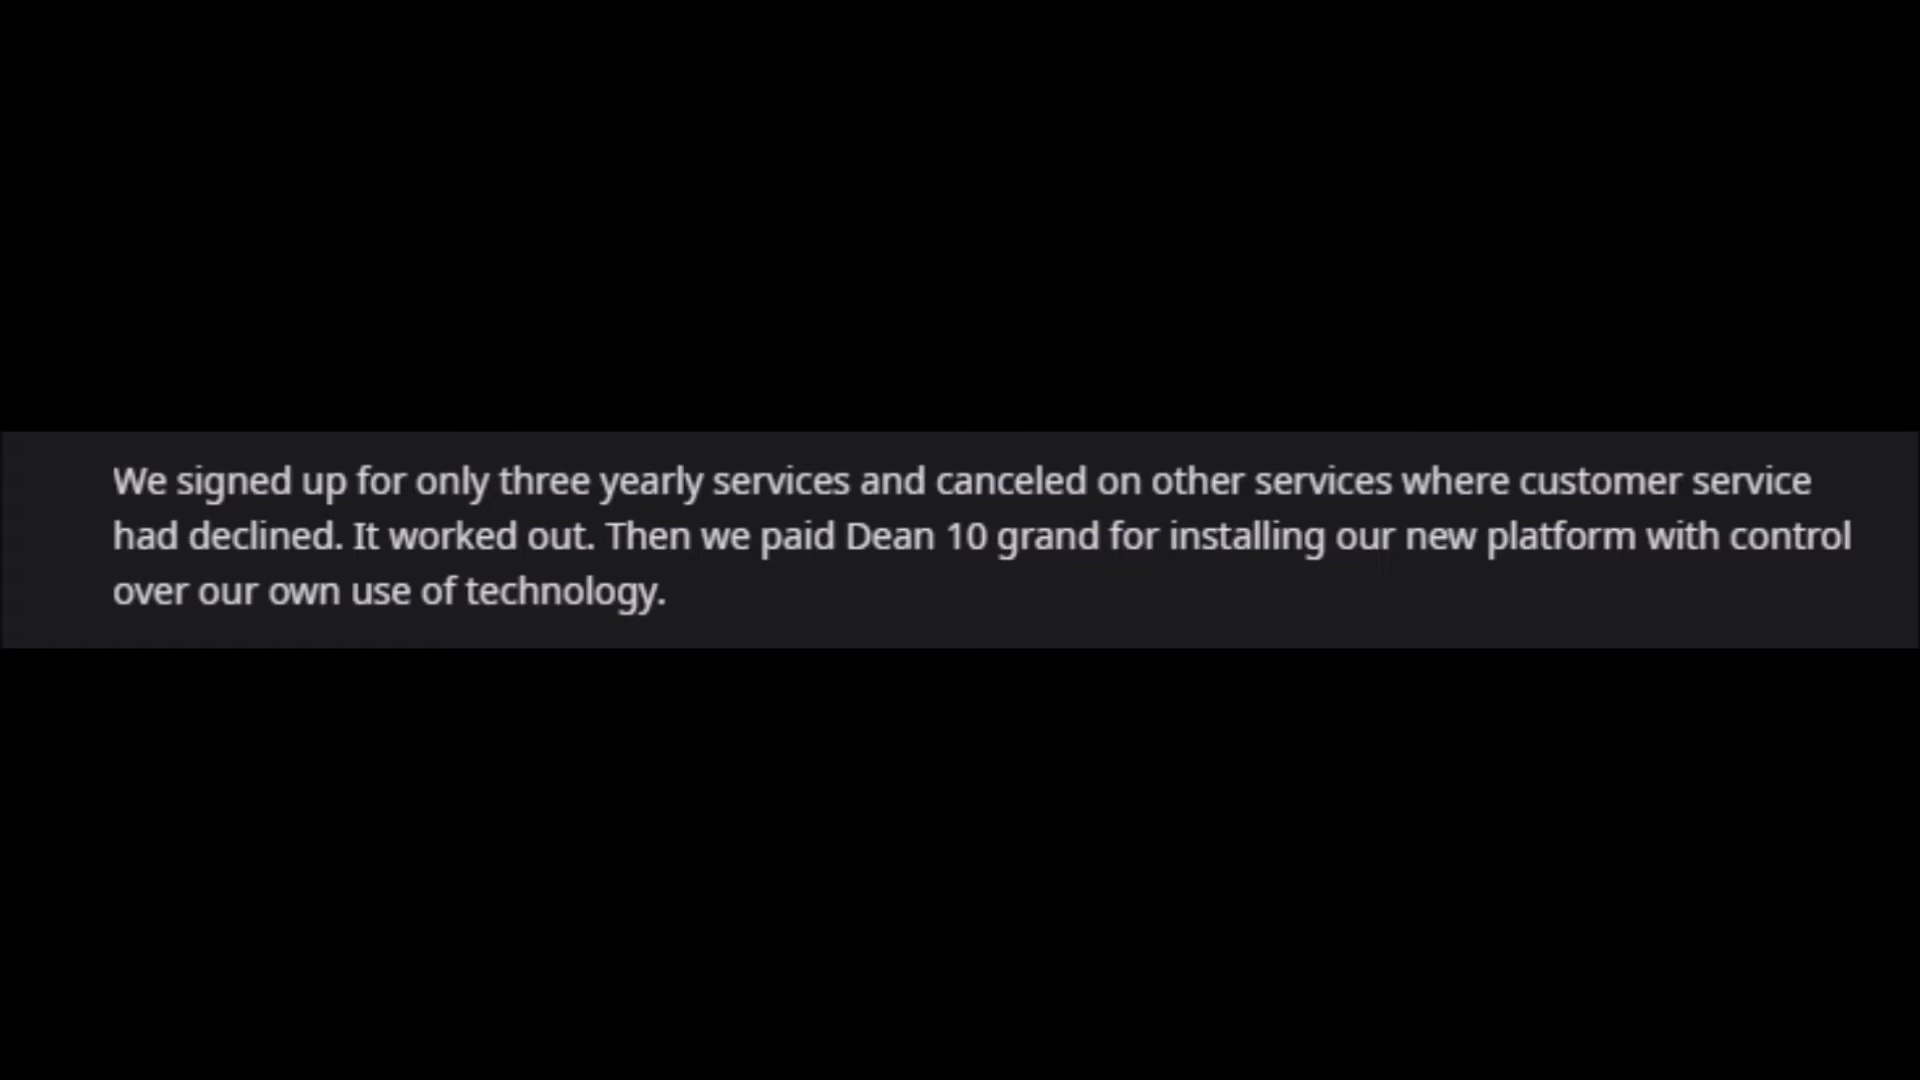 We signed up for only three yearly services and canceled on other services where customer service
had declined. It worked out. Then we paid Dean 10 grand for installing our new platform with control
over our own use of technology.